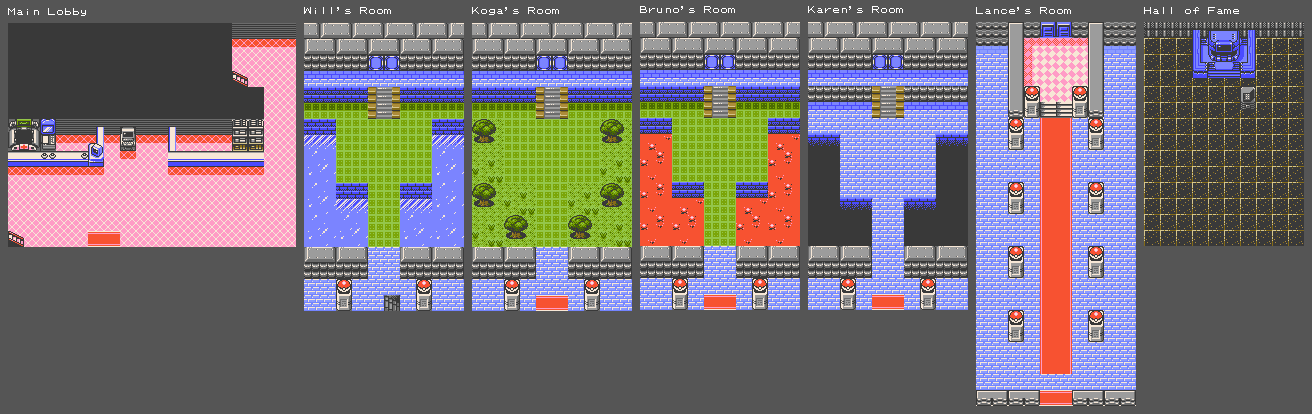 Main Lobby
Will's Room
Koga's Room
Bruno's Room
Karen's Room
Lance's Room
Hall of Fame